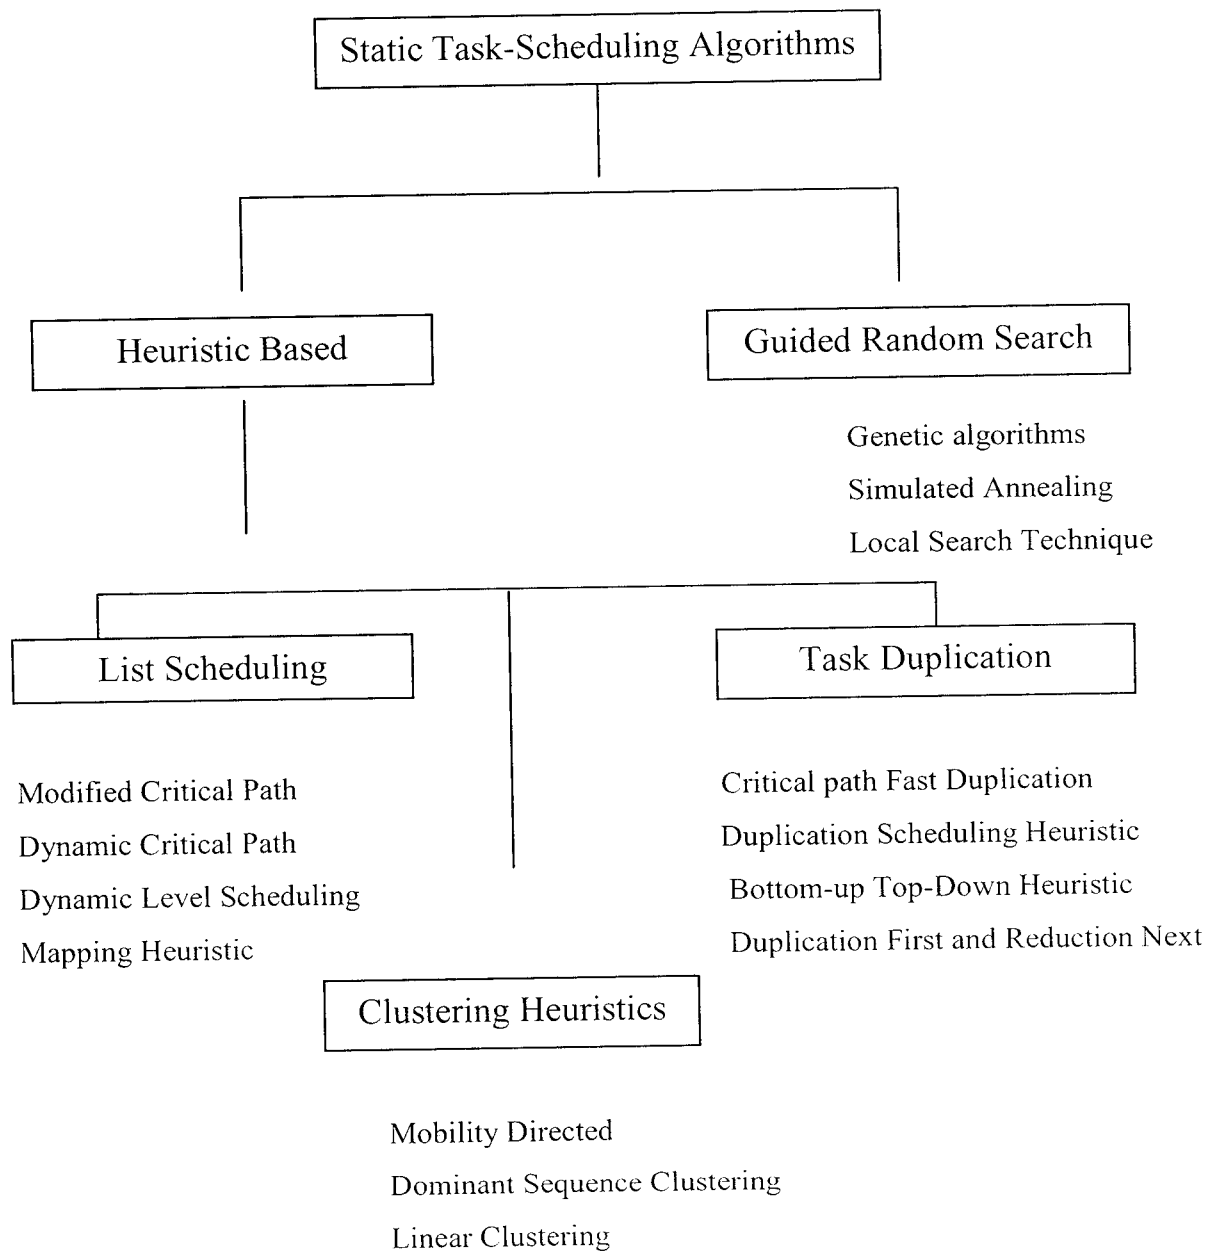 Static Task-Scheduling Algorithms
Heuristic Based
Guided Random Search
Genetic algorithms
Simulated Annealing
Local Search Technique
List Scheduling
Task Duplication
Modified Critical Path
Dynamic Critical Path
Dynamic Level Scheduling
Mapping Heuristic
Critical path Fast Duplication
Duplication Scheduling Heuristic
Bottom-up Top-Down Heuristic
Duplication First and Reduction Next
Clustering Heuristics
Mobility Directed
Dominant Sequence Clustering
Linear Clustering